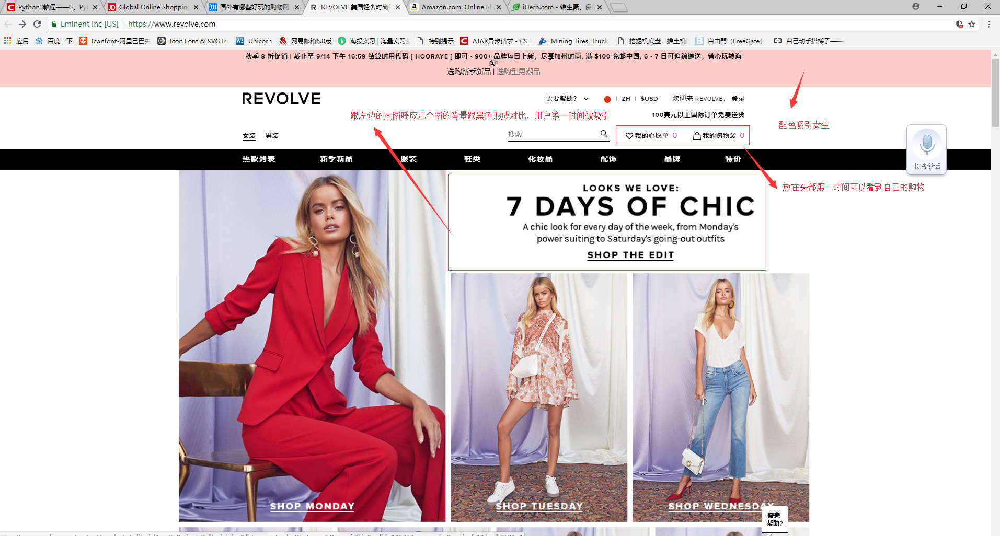 Python3教程——3、Pyt
Global Online Shopping
国外有哪些好玩的购物网
REVOLVE 美国轻奢时尚购
Amazon.com: Online Sh
iHerb.com - 维生素、保
Eminent Inc [US] | https://www.revolve.com
应用
百度一下
Iconfont-阿里巴巴矢
Icon Font & SVG Ic
Unicorn
网易邮箱6.0版
海投实习 | 海量实习
特别提示
AJAX异步请求 - CSD
Mining Tires, Truck
挖掘机底盘，推土机
自由門（FreeGate）
自己动手搭梯子——
秋季 8 折促销 I 截止至 9/14 下午 16:59 结算时用代码 [ HOORAYE ] 即可 - 900+ 品牌每日上新，尽享加州时尚, 满 $100 免邮中国, 6 - 7 日可追踪递送，省心玩转海
淘!
选购新季新品 | 选购型男潮品
REVOLVE
需要帮助?
ZH
$USD
欢迎来 REVOLVE， 登录
跟左边的大图呼应几个图的背景跟黑色形成对比，用户第一时间被吸引
100美元以上国际订单免费送货
配色吸引女生
女装 男装
搜索
我的心愿单 0
我的购物袋 0
热款列表 新季新品 服装 鞋类 化妆品 配饰 品牌 特价
长按说话
放在头部第一时间可以看到自己的购物
LOOKS WE LOVE:
7 DAYS OF CHIC
A chic look for every day of the week, from Monday's
power suiting to Saturday's going-out outfits
SHOP THE EDIT
SHOP MONDAY
SHOP TUESDAY
SHOP WEDNESDAY
需要
帮助?